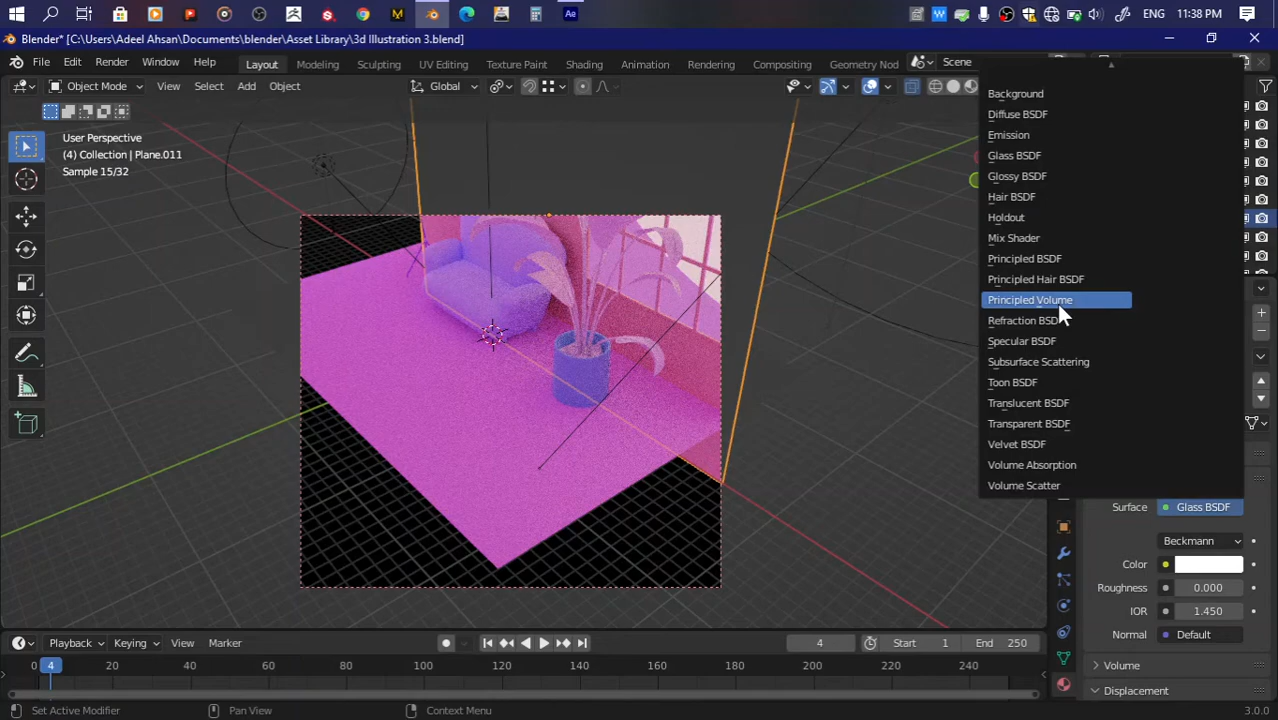 ENG 11:38 PM
Blender* [C:\Users\Adeel Ahsan\Documents\blender\Asset Library\3d Illustration 3.blend]
File Edit Render Window Help Layout Modeling Sculpting UV Editing Texture Paint Shading Animation Rendering Compositing Geometry Nod Scene
Object Mode View Select Add Object Global
User Perspective
(4) Collection | Plane.011
Sample 15/32
Background
Diffuse BSDF
Emission
Glass BSDF
Glossy BSDF
Hair BSDF
Holdout
Mix Shader
Principled BSDF
Principled Hair BSDF
Principled Volume
Refraction BSD
Specular BSDF
Subsurface Scattering
Toon BSDF
Translucent BSDF
Transparent BSDF
Velvet BSDF
Volume Absorption
Volume Scatter
Surface Glass BSDF
Beckmann
Color
Roughness 0.000
IOR 1.450
Normal Default
Volume
Displacement
Playback Keying View Marker 4 Start 1 End 250
0 4 20 40 60 80 100 120 140 160 180 200 220 240
Set Active Modifier Pan View Context Menu 3.0.0